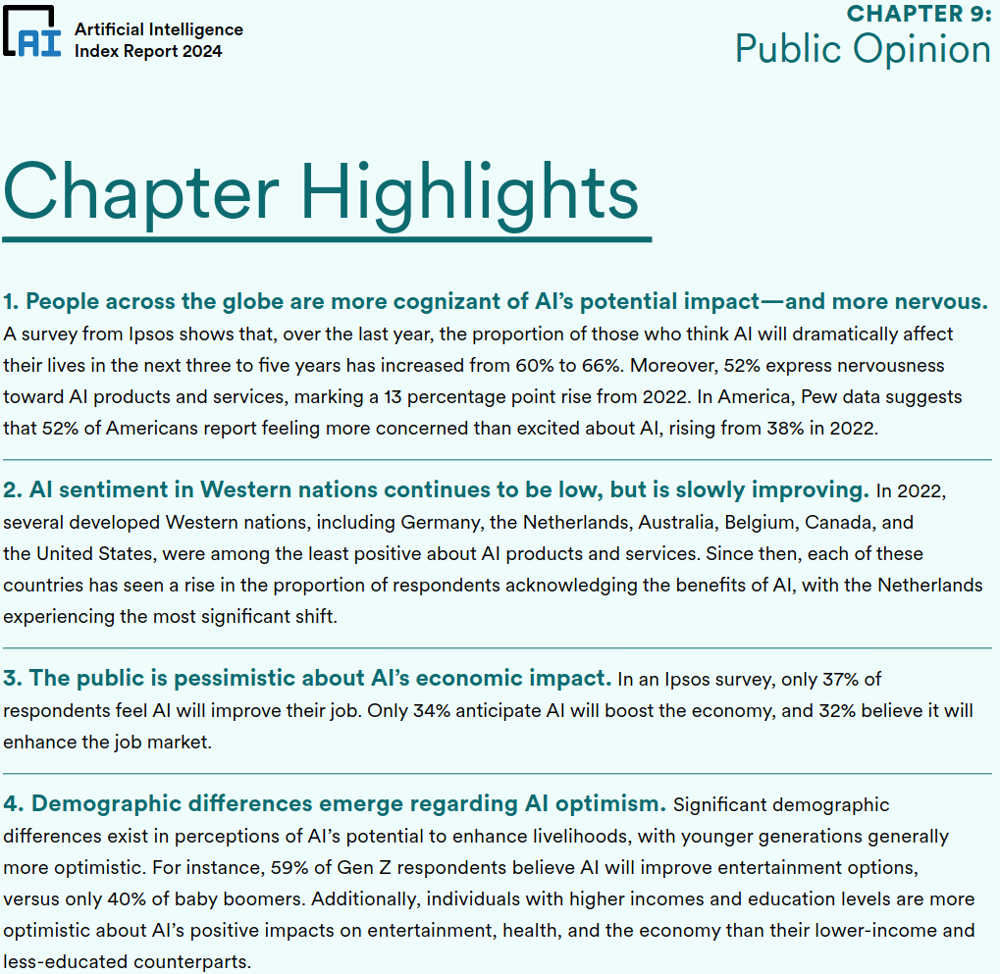 AI
Artificial Intelligence
Index Report 2024
CHAPTER 9:
Public Opinion
Chapter Highlights
1. People across the globe are more cognizant of AI’s potential impact—and more nervous.
A survey from Ipsos shows that, over the last year, the proportion of those who think AI will dramatically affect
their lives in the next three to five years has increased from 60% to 66%. Moreover, 52% express nervousness
toward AI products and services, marking a 13 percentage point rise from 2022. In America, Pew data suggests
that 52% of Americans report feeling more concerned than excited about AI, rising from 38% in 2022.
2. AI sentiment in Western nations continues to be low, but is slowly improving. In 2022,
several developed Western nations, including Germany, the Netherlands, Australia, Belgium, Canada, and
the United States, were among the least positive about AI products and services. Since then, each of these
countries has seen a rise in the proportion of respondents acknowledging the benefits of AI, with the Netherlands
experiencing the most significant shift.
3. The public is pessimistic about AI’s economic impact. In an Ipsos survey, only 37% of
respondents feel AI will improve their job. Only 34% anticipate AI will boost the economy, and 32% believe it will
enhance the job market.
4. Demographic differences emerge regarding AI optimism. Significant demographic
differences exist in perceptions of AI’s potential to enhance livelihoods, with younger generations generally
more optimistic. For instance, 59% of Gen Z respondents believe AI will improve entertainment options,
versus only 40% of baby boomers. Additionally, individuals with higher incomes and education levels are more
optimistic about AI’s positive impacts on entertainment, health, and the economy than their lower-income and
less-educated counterparts.